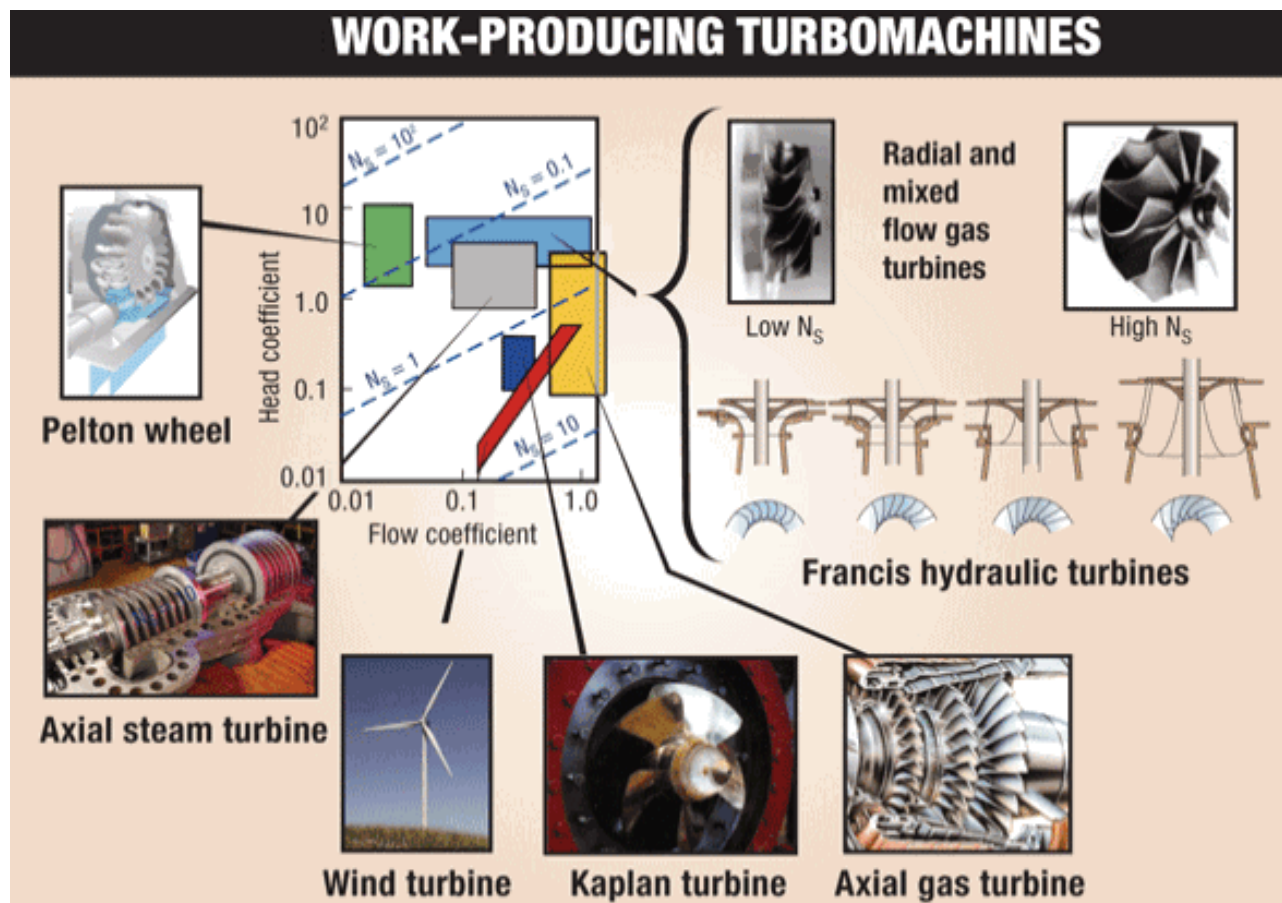 WORK-PRODUCING TURBOMACHINES
Head coefficient
10²
10
1.0
0.1
0.01
0.01
0.1
1.0
Flow coefficient
N_S = 10²
N_S = 0.1
N_S = 1
N_S = 10
Pelton wheel
Radial and
mixed
flow gas
turbines
Low N_S
High N_S
Francis hydraulic turbines
Axial steam turbine
Wind turbine
Kaplan turbine
Axial gas turbine